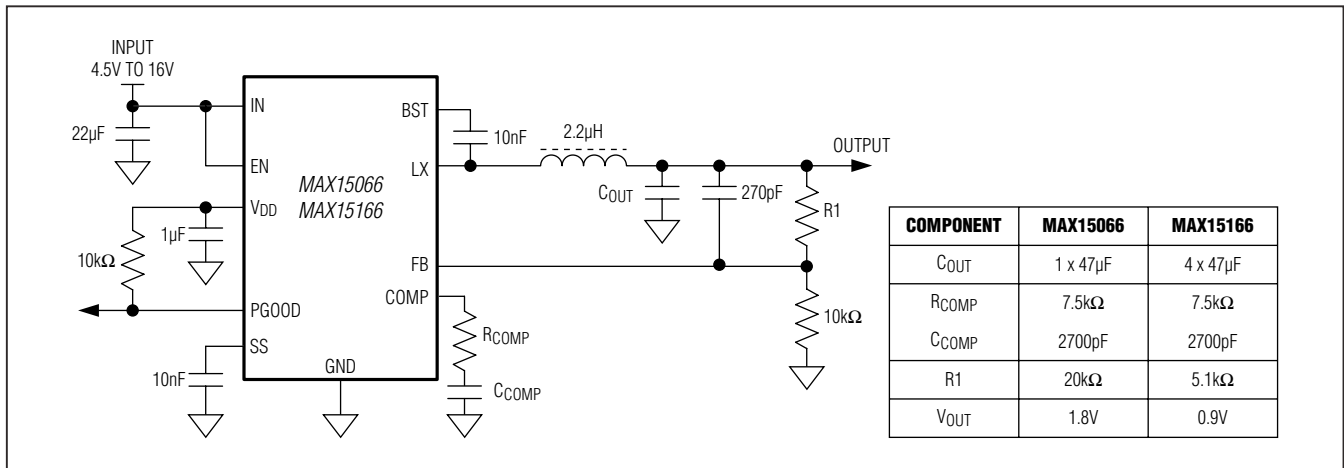 INPUT
4.5V TO 16V
IN
BST
22µF
10nF
2.2µH
OUTPUT
EN
LX
MAX15066
MAX15166
COUT
270pF
R1
VDD
1µF
10kΩ
FB
COMP
10kΩ
PGOOD
RCOMP
SS
GND
10nF
CCOMP
COMPONENT MAX15066 MAX15166
COUT 1 x 47µF 4 x 47µF
RCOMP 7.5kΩ 7.5kΩ
CCOMP 2700pF 2700pF
R1 20kΩ 5.1kΩ
VOUT 1.8V 0.9V